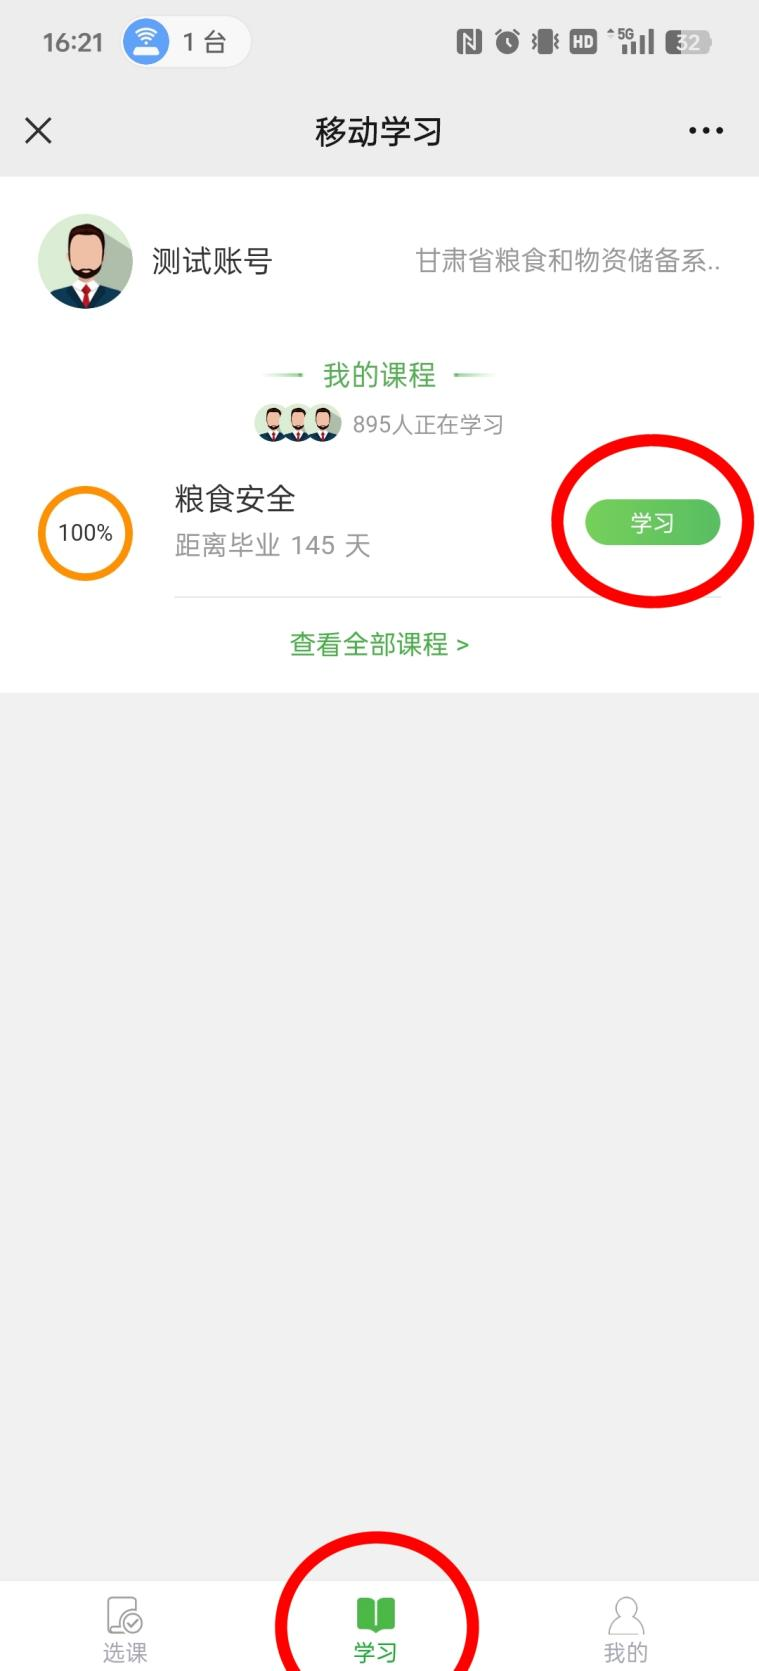 16:21 1 台 HD 5G 32
移动学习
测试账号 甘肃省粮食和物资储备系..
我的课程
895人正在学习
100% 粮食安全 学习
距离毕业 145 天
查看全部课程 >
选课 学习 我的